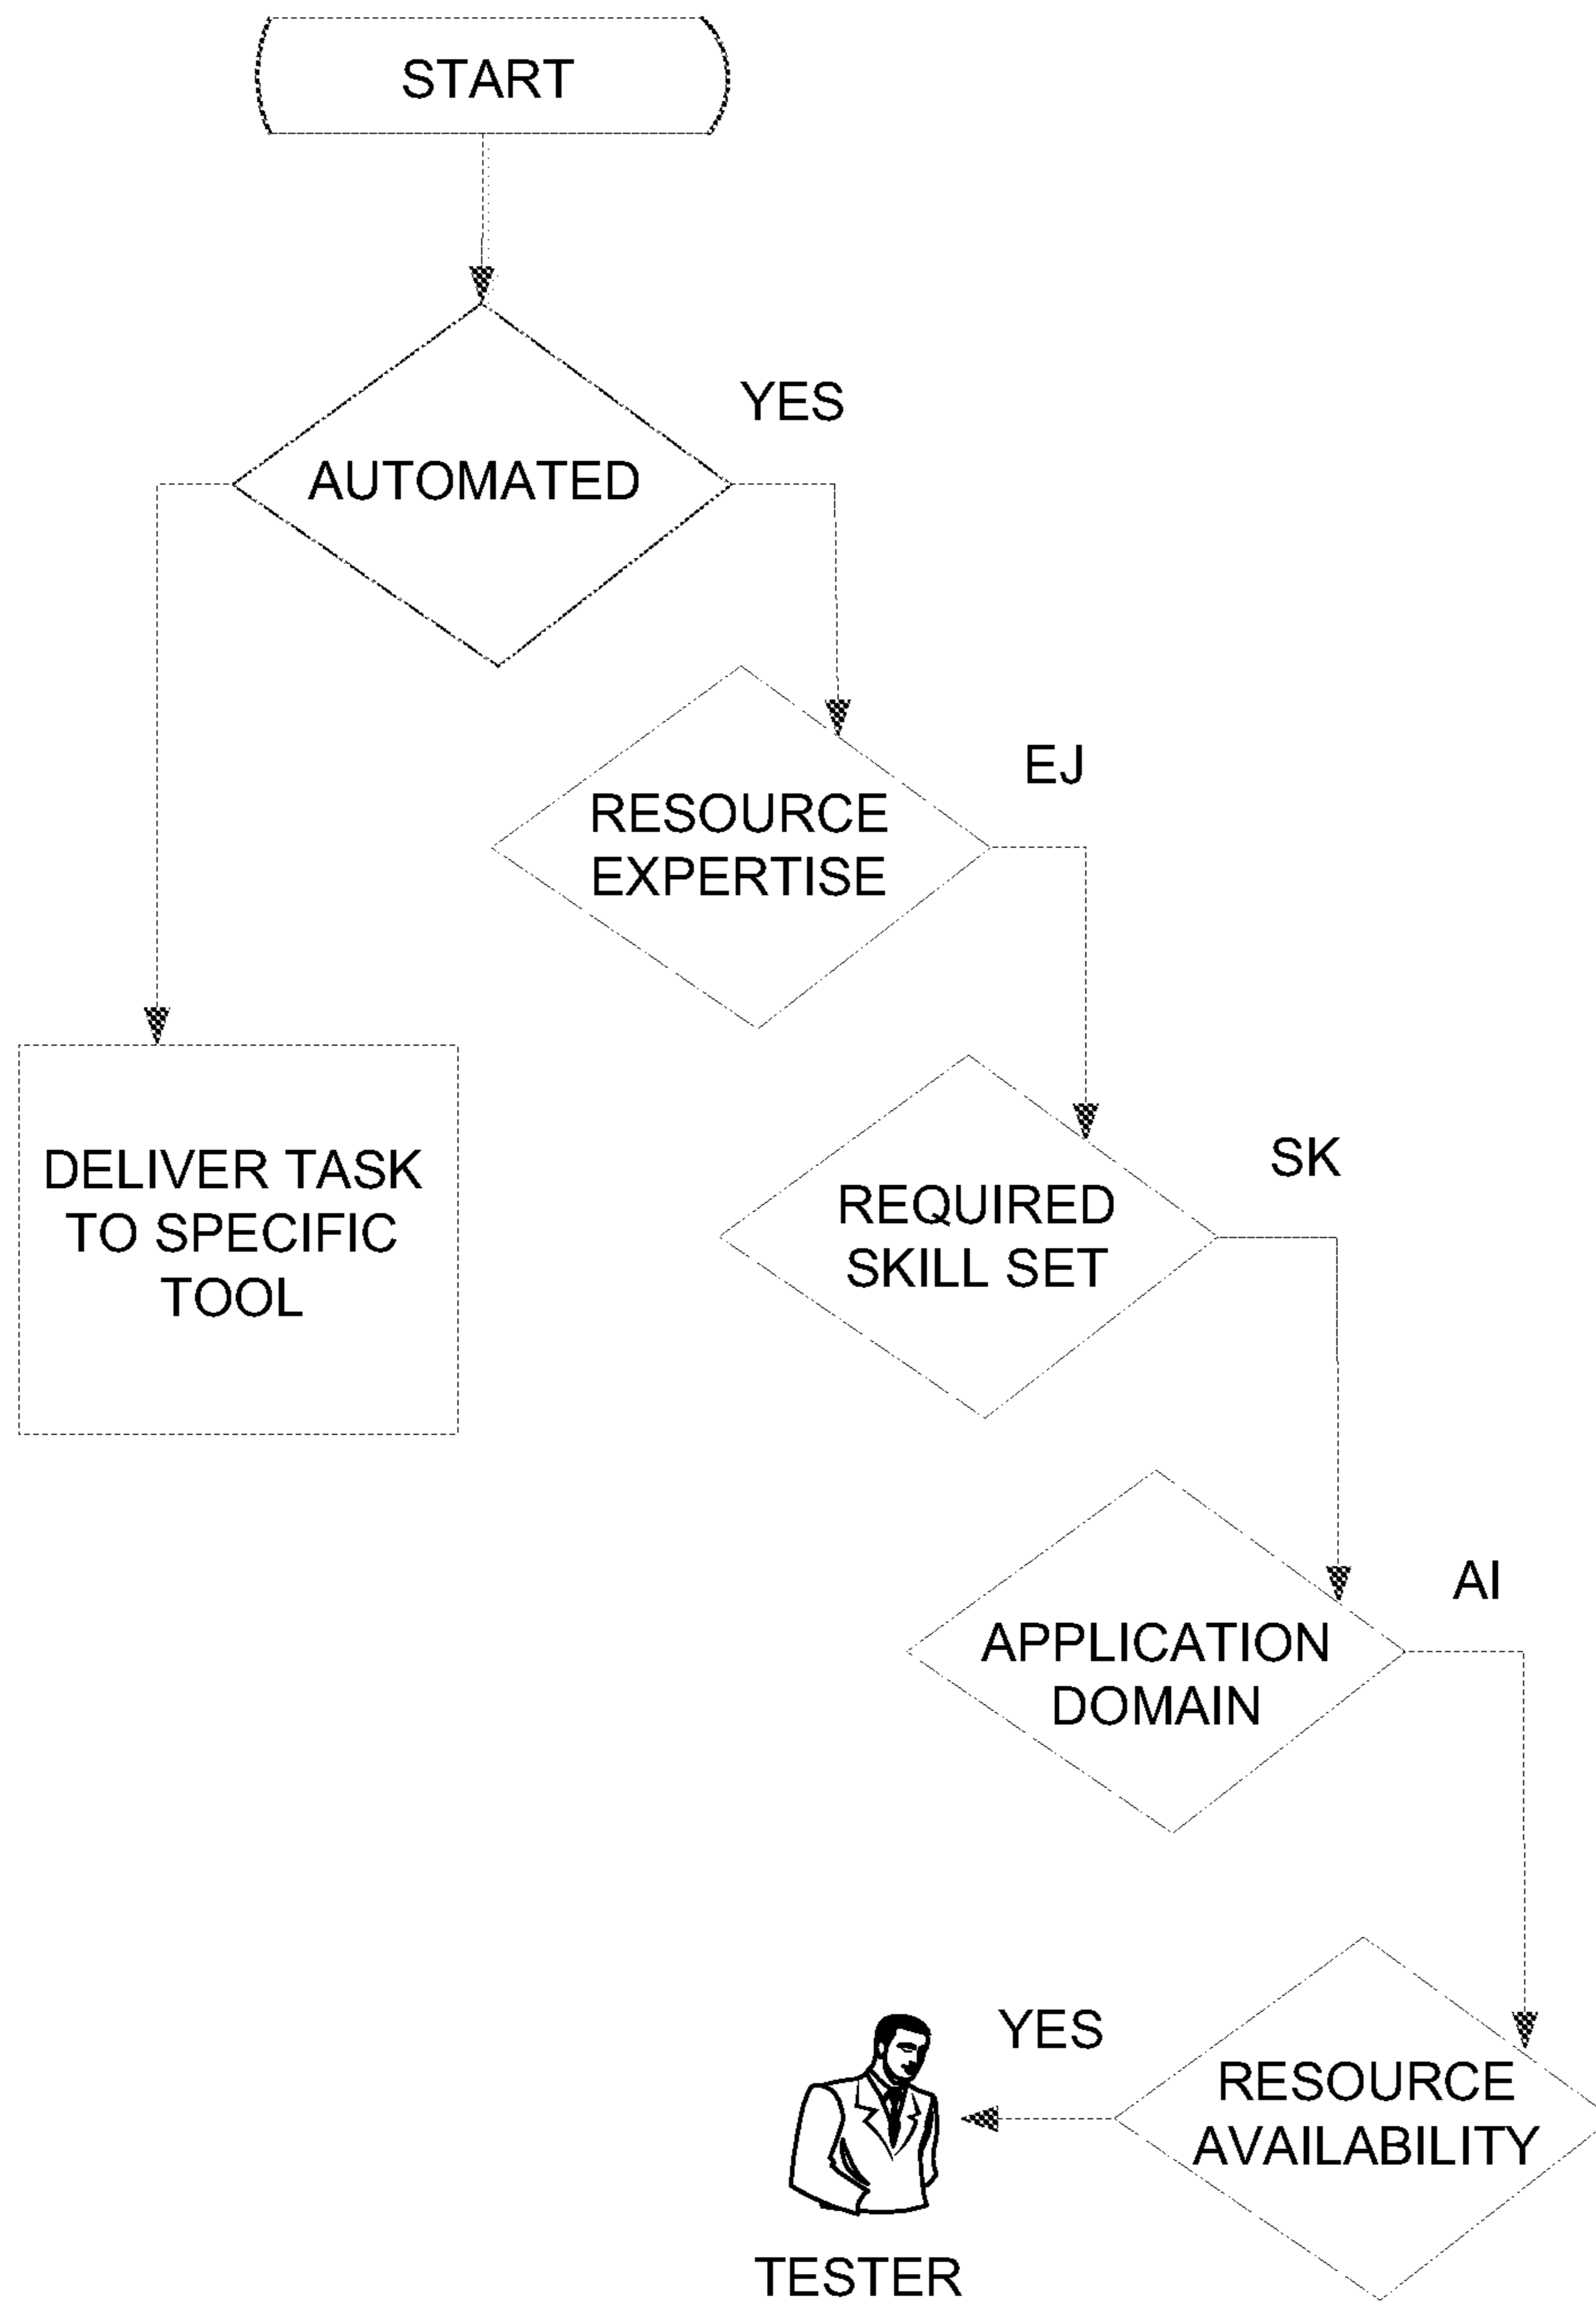 START
YES
AUTOMATED
EJ
RESOURCE
EXPERTISE
DELIVER TASK
TO SPECIFIC
TOOL
SK
REQUIRED
SKILL SET
AI
APPLICATION
DOMAIN
YES
RESOURCE
AVAILABILITY
TESTER